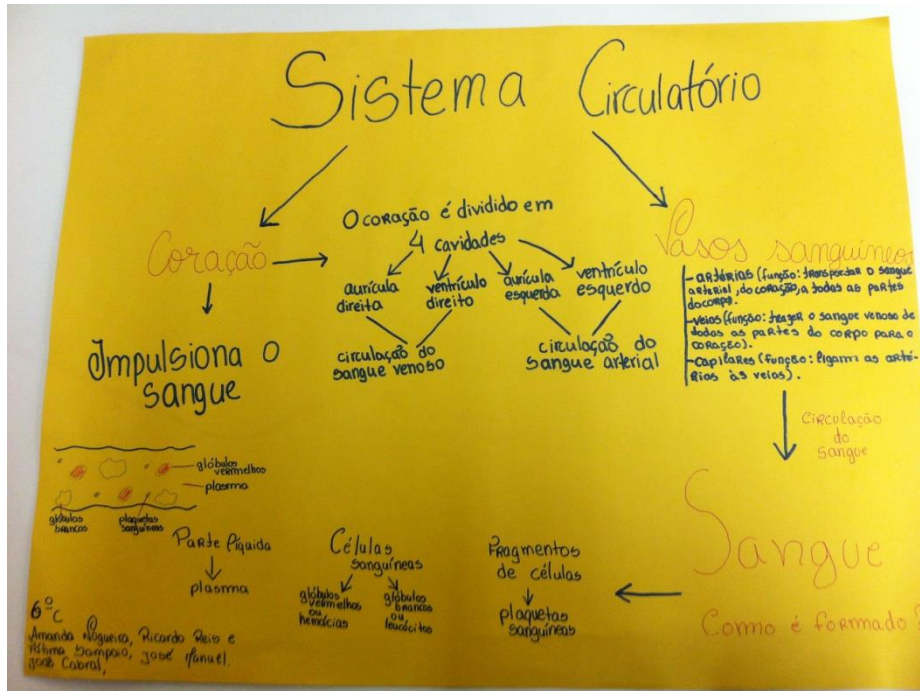 Sistema Circulatório
Coração
Impulsiona o
sangue
O coração é dividido em
4 cavidades
aurícula
direita
ventrículo
direito
aurícula
esquerda
ventrículo
esquerdo
circulação do
sangue venoso
circulação do
sangue arterial
Vasos sanguíneos
- artérias (função: transportar o sangue
arterial, do coração, a todas as partes
do corpo.
- veias (função: trazer o sangue venoso de
todas as partes do corpo para o
coração).
- capilares (função: ligarm as arté-
rias às veias).
circulação
do
sangue
Sangue
Como é formado?
Fragmentos
de células
plaquetas
sanguíneas
Células
sanguíneas
glóbulos
vermelhos
ou
hemácias
glóbulos
brancos
ou
leucócitos
Parte líquida
plasma
glóbulos
vermelhos
plasma
glóbulos
brancos
plaquetas
sanguíneas
6º C
Amanda Nogueira, Ricardo Reis e
Fátima Sampaio, José Manuel.
João Cabral,